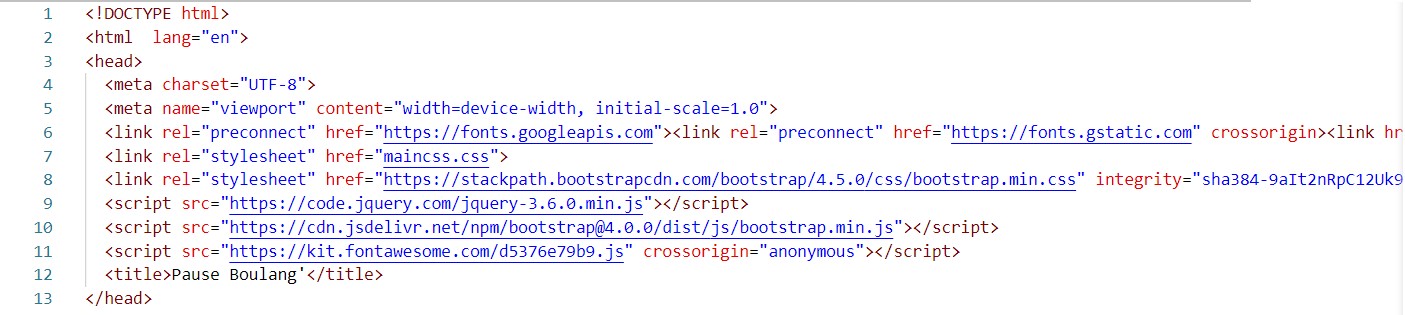 1 <!DOCTYPE html>
2 <html  lang="en">
3 <head>
4   <meta charset="UTF-8">
5   <meta name="viewport" content="width=device-width, initial-scale=1.0">
6   <link rel="preconnect" href="https://fonts.googleapis.com"><link rel="preconnect" href="https://fonts.gstatic.com" crossorigin><link hr
7   <link rel="stylesheet" href="maincss.css">
8   <link rel="stylesheet" href="https://stackpath.bootstrapcdn.com/bootstrap/4.5.0/css/bootstrap.min.css" integrity="sha384-9aIt2nRpC12Uk9
9   <script src="https://code.jquery.com/jquery-3.6.0.min.js"></script>
10   <script src="https://cdn.jsdelivr.net/npm/bootstrap@4.0.0/dist/js/bootstrap.min.js"></script>
11   <script src="https://kit.fontawesome.com/d5376e79b9.js" crossorigin="anonymous"></script>
12   <title>Pause Boulang'</title>
13 </head>